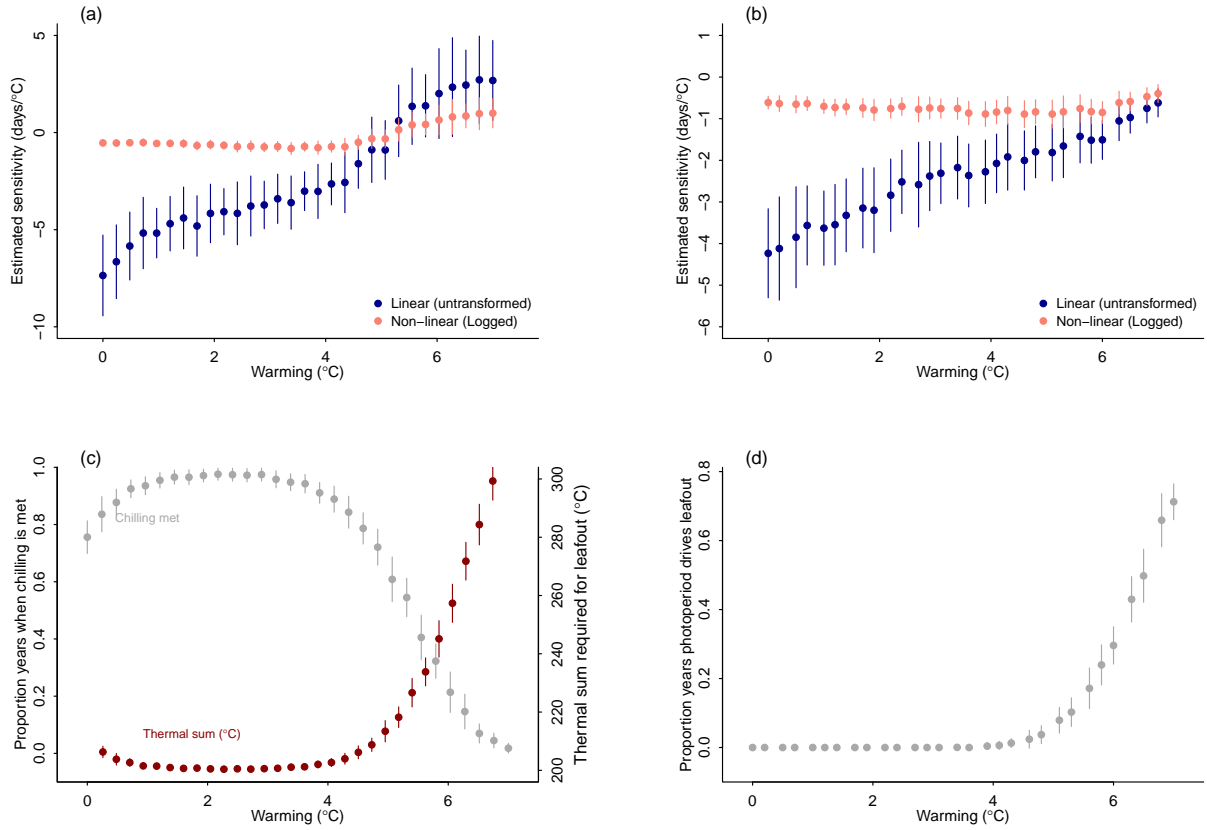 (a)
Estimated sensitivity (days/°C)
5
0
−5
−10
Linear (untransformed)
Non−linear (Logged)
0 2 4 6
Warming (°C)
(b)
Estimated sensitivity (days/°C)
1
0
−1
−2
−3
−4
−5
−6
Linear (untransformed)
Non−linear (Logged)
0 2 4 6
Warming (°C)
(c)
Proportion years when chilling is met
1.0
0.8
0.6
0.4
0.2
0.0
Chilling met
Thermal sum (°C)
300
280
260
240
220
200
Thermal sum required for leafout (°C)
0 2 4 6
Warming (°C)
(d)
Proportion years photoperiod drives leafout
0.8
0.6
0.4
0.2
0.0
0 2 4 6
Warming (°C)